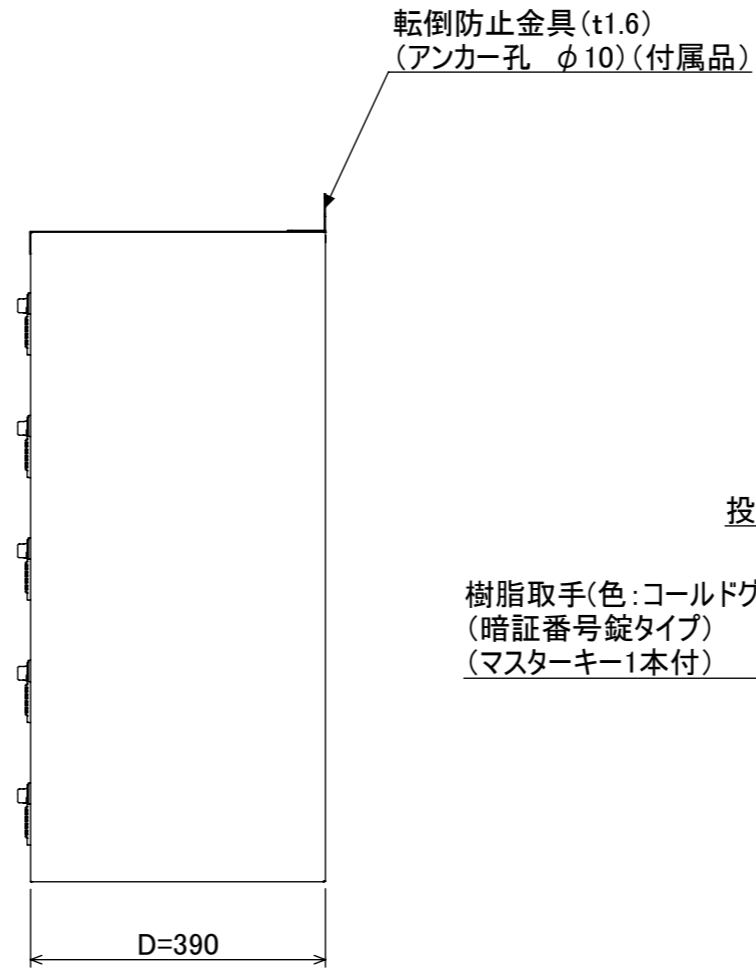 転倒防止金具(t1.6)
(アンカー孔　φ10)(付属品)
投
樹脂取手(色:コールドグ
(暗証番号錠タイプ)
(マスターキー1本付)
D=390